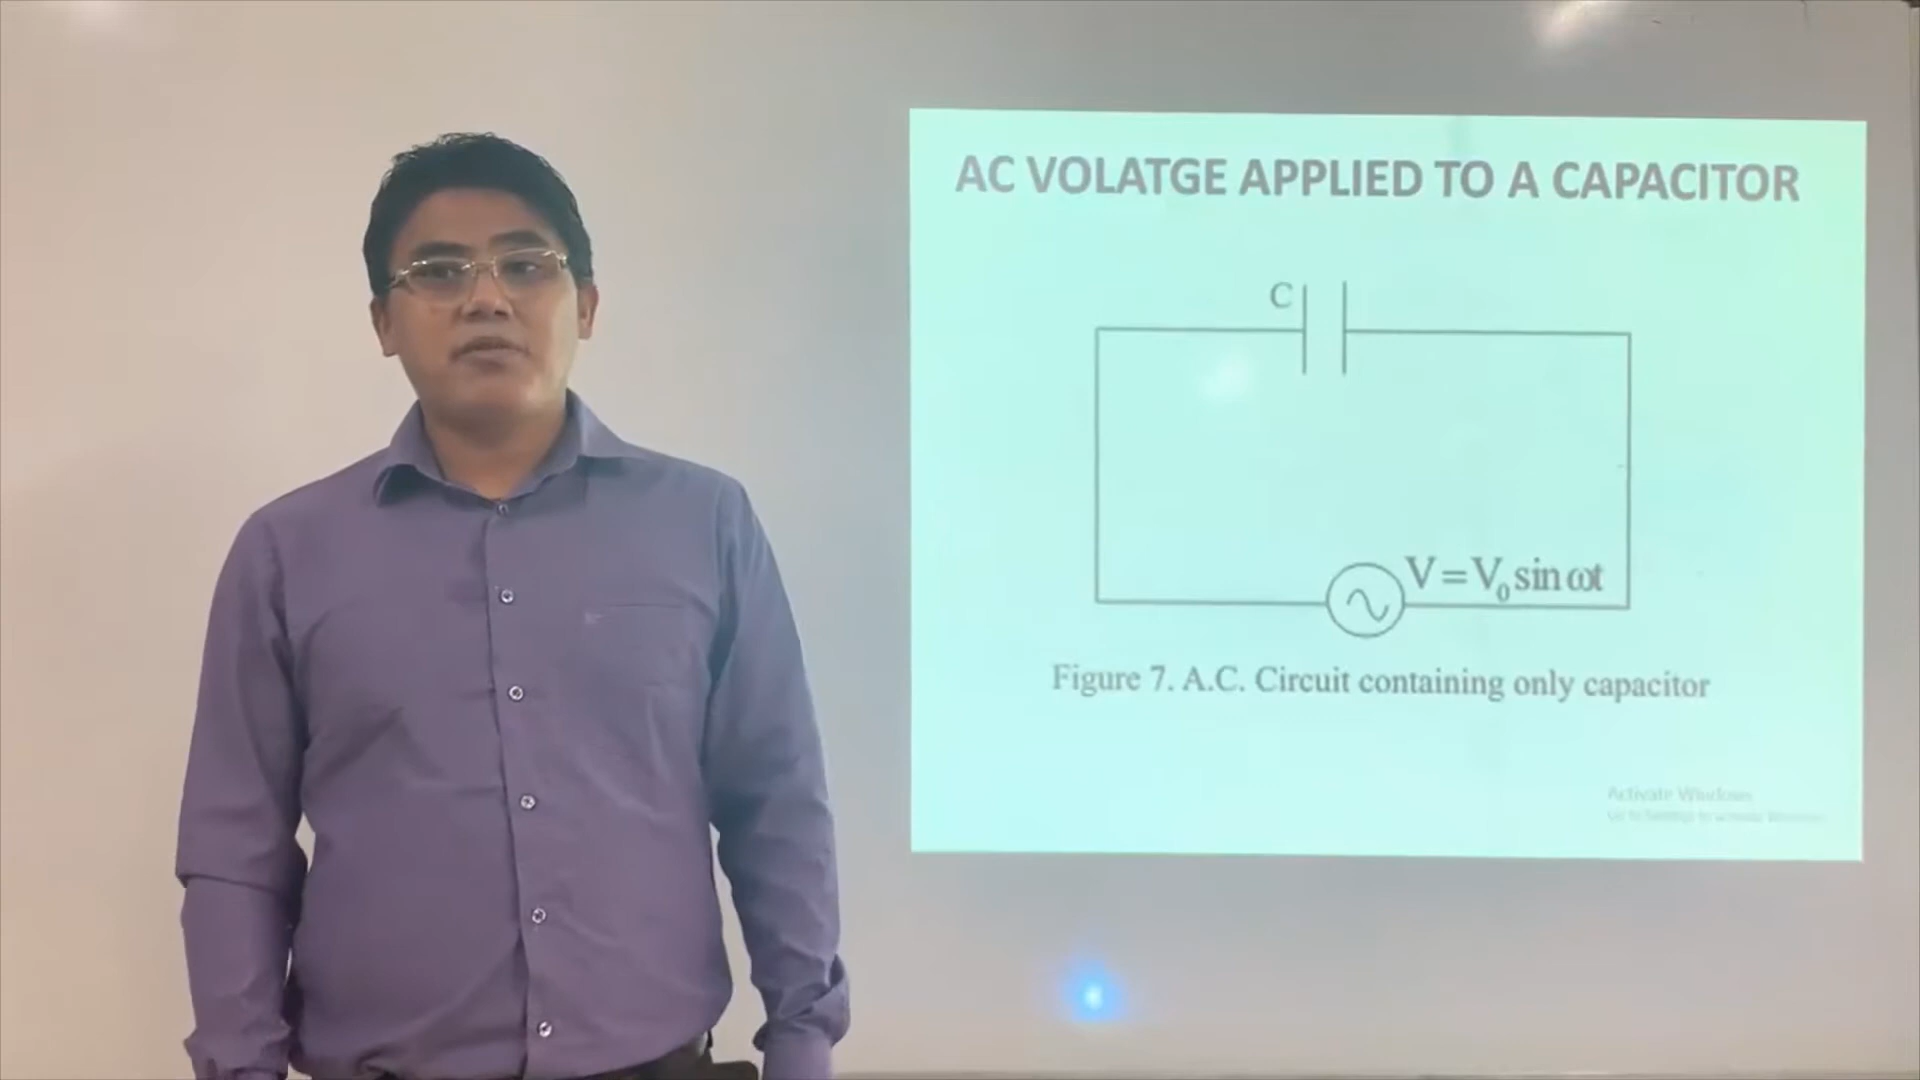 AC VOLATGE APPLIED TO A CAPACITOR
C
V=V₀ sin ωt
Figure 7. A.C. Circuit containing only capacitor
Activate Windows